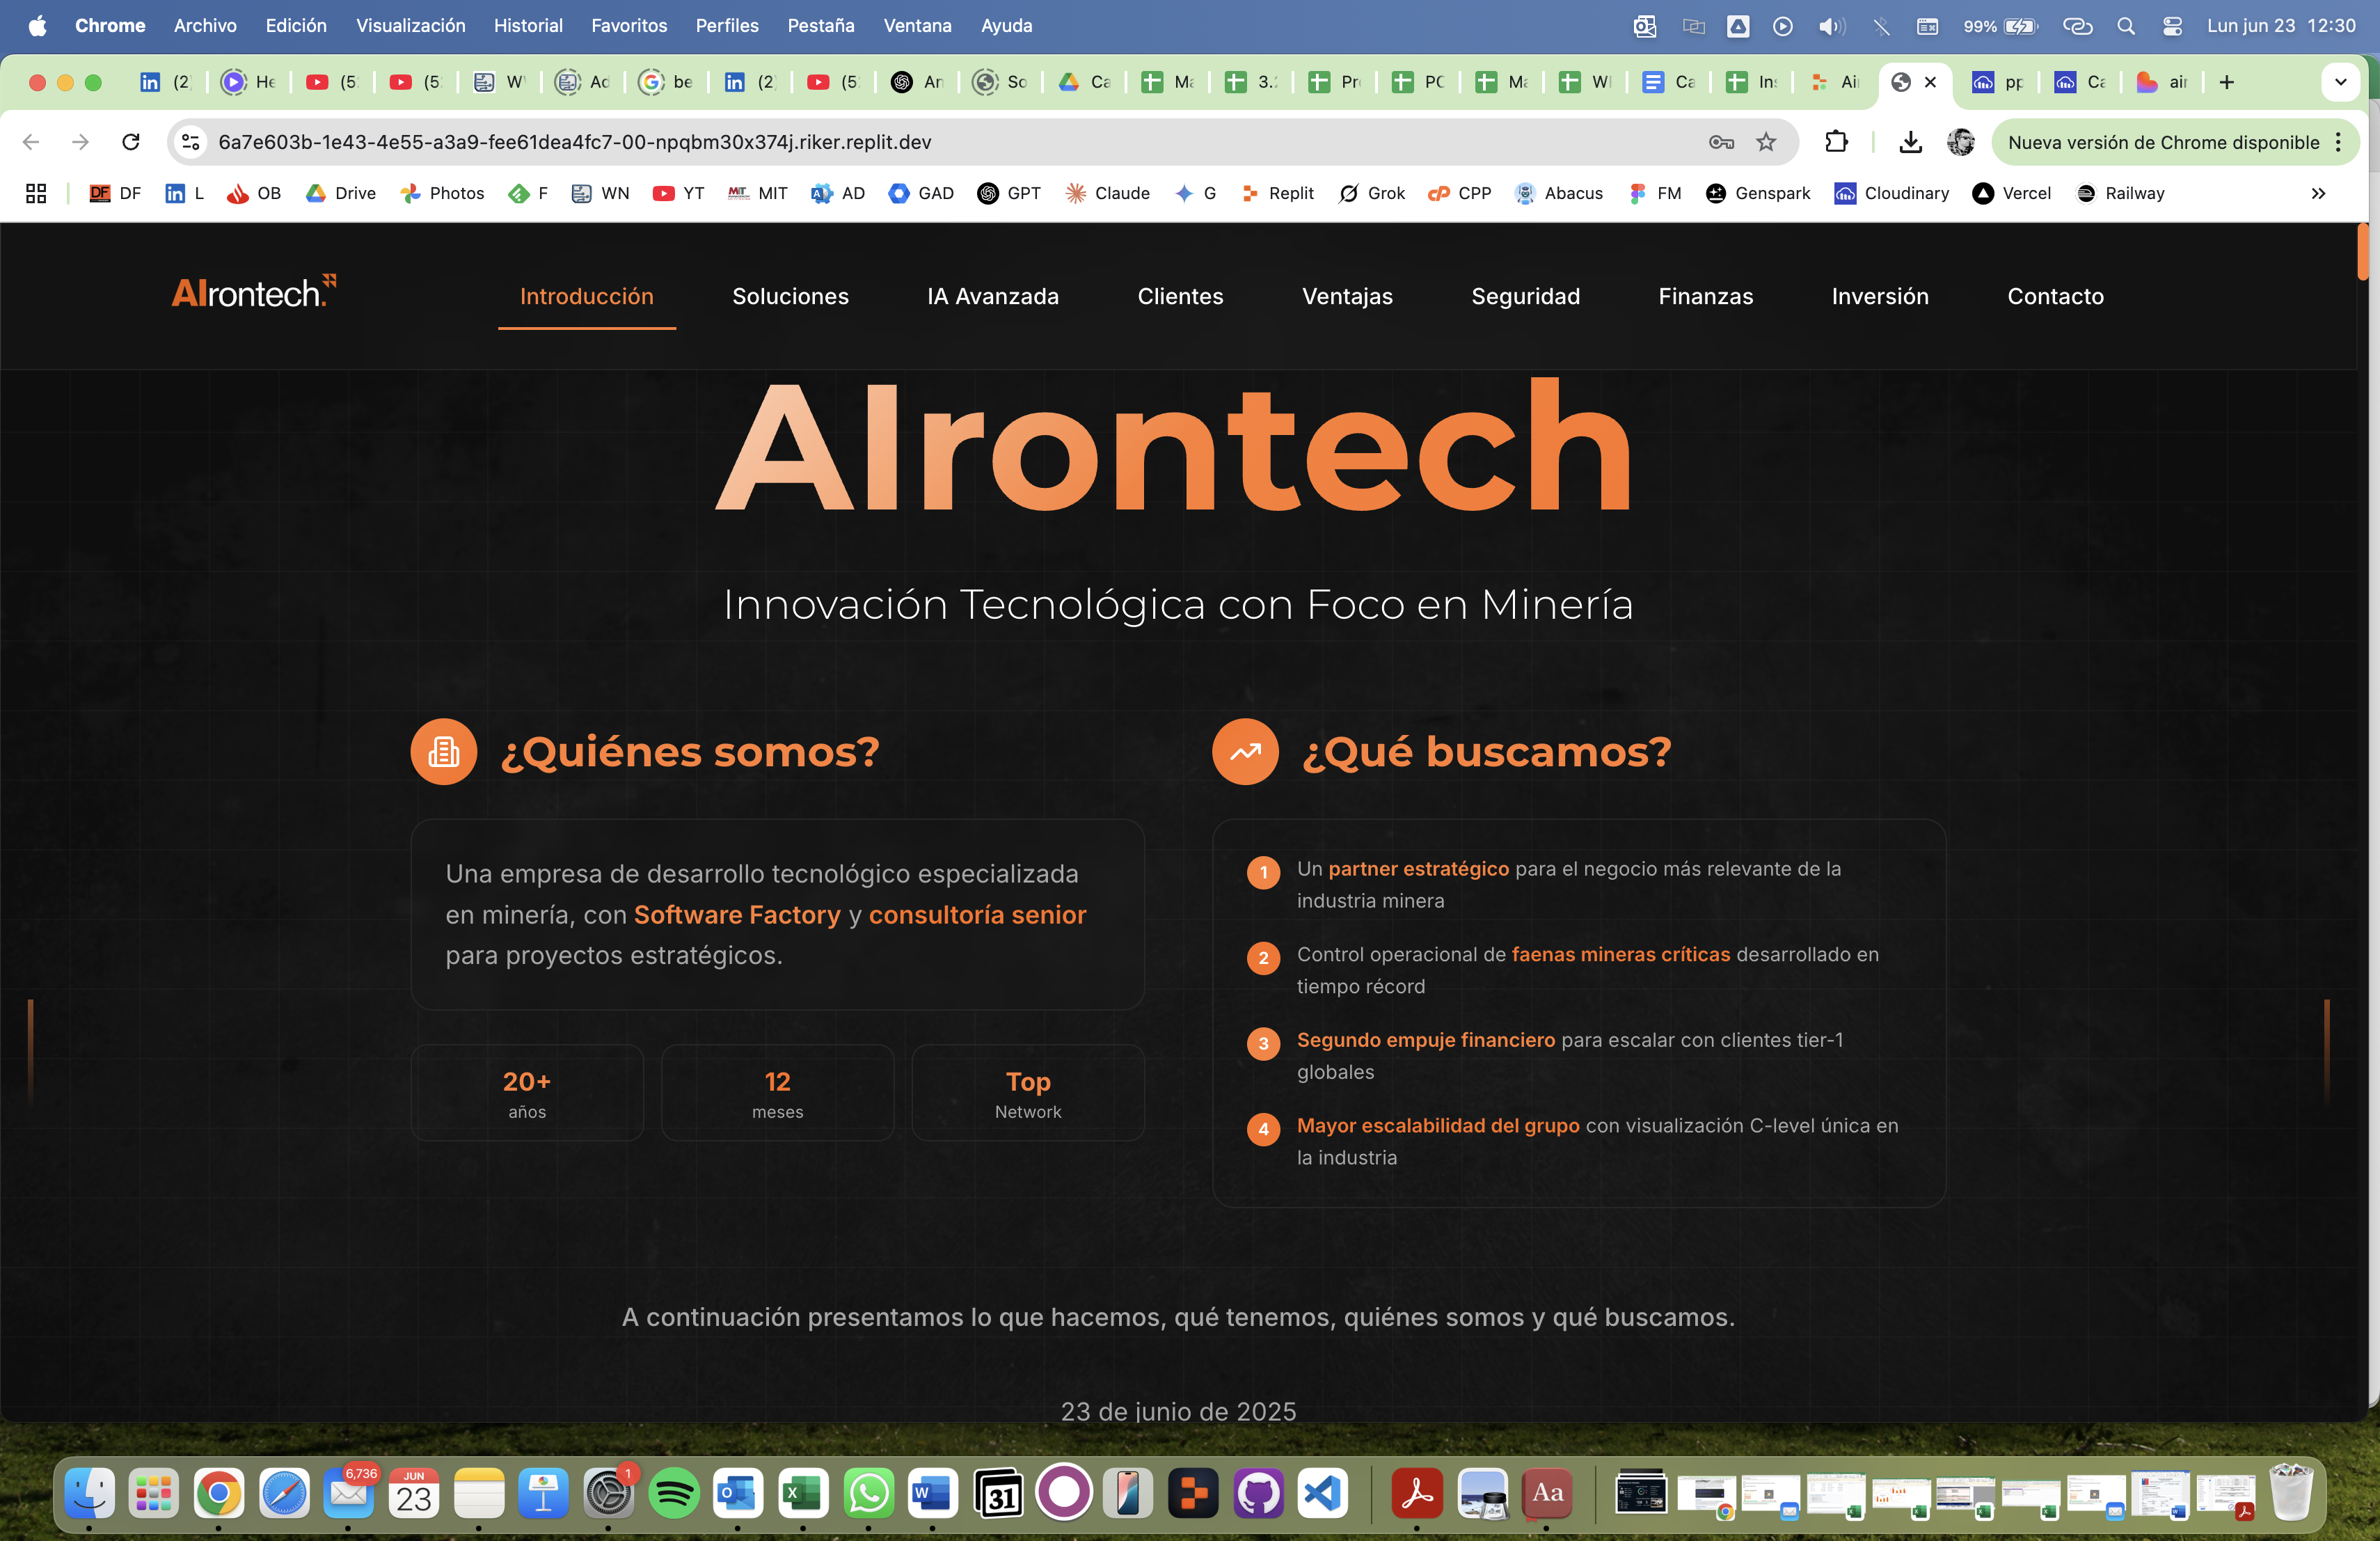 Chrome Archivo Edición Visualización Historial Favoritos Perfiles Pestaña Ventana Ayuda 99% Lun jun 23 12:30
(2 He (5 (5 W Ad be (2 (5 An So Ca Ma 3. Pr PC Ma WI Ca In Ai pp Ca air
6a7e603b-1e43-4e55-a3a9-fee61dea4fc7-00-npqbm30x374j.riker.replit.dev Nueva versión de Chrome disponible
DF DF L OB Drive Photos F WN YT MIT MIT AD GAD GPT Claude G Replit Grok CPP Abacus FM Genspark Cloudinary Vercel Railway
AIrontech. Introducción Soluciones IA Avanzada Clientes Ventajas Seguridad Finanzas Inversión Contacto
AIrontech
Innovación Tecnológica con Foco en Minería
¿Quiénes somos?
Una empresa de desarrollo tecnológico especializada
en minería, con Software Factory y consultoría senior
para proyectos estratégicos.
20+
años
12
meses
Top
Network
¿Qué buscamos?
1 Un partner estratégico para el negocio más relevante de la
industria minera
2 Control operacional de faenas mineras críticas desarrollado en
tiempo récord
3 Segundo empuje financiero para escalar con clientes tier-1
globales
4 Mayor escalabilidad del grupo con visualización C-level única en
la industria
A continuación presentamos lo que hacemos, qué tenemos, quiénes somos y qué buscamos.
23 de junio de 2025
6,736 JUN 23 1 31 Aa